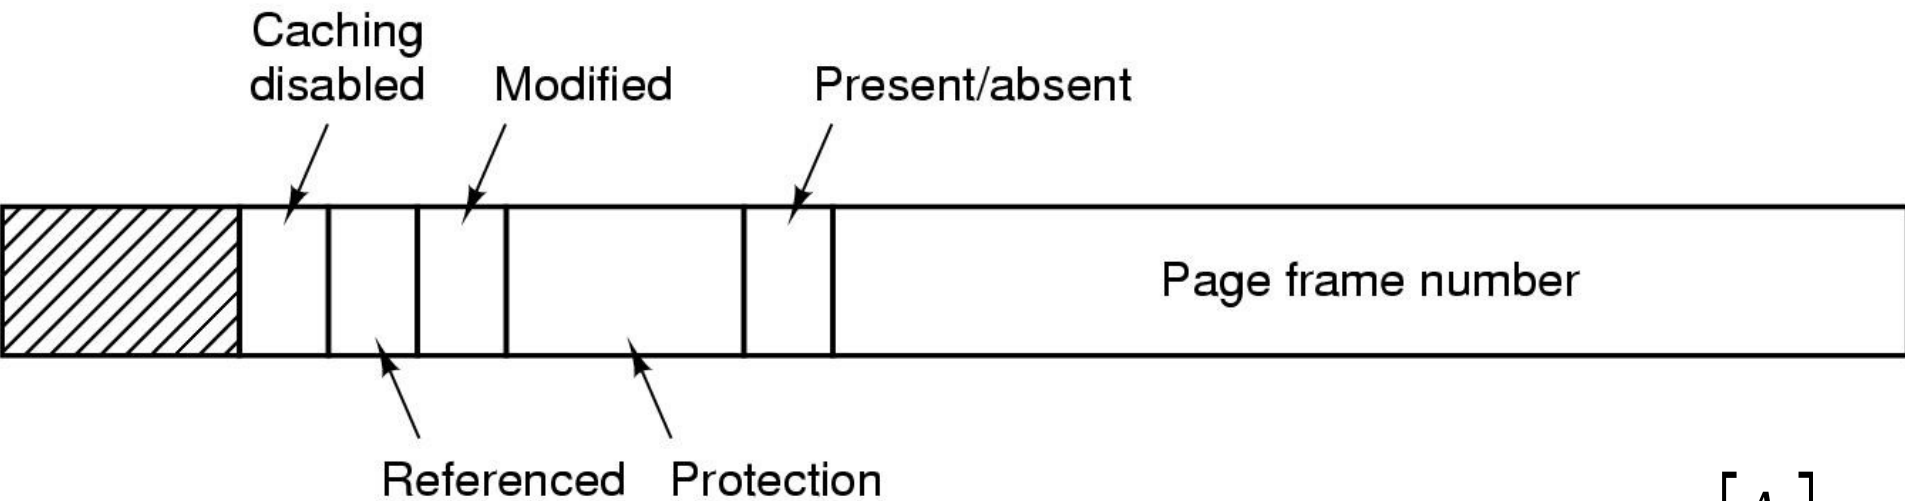 Caching
disabled
Modified
Present/absent
Page frame number
Referenced
Protection